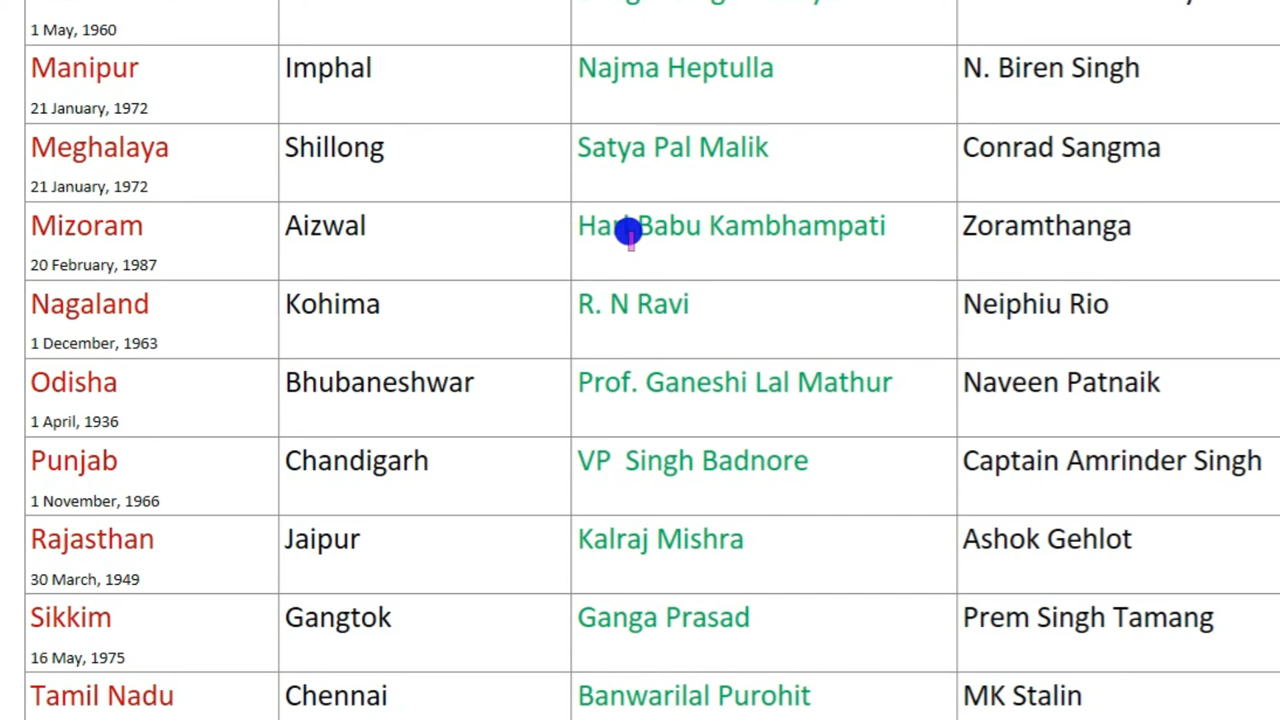 1 May, 1960
Manipur
21 January, 1972
Imphal
Najma Heptulla
N. Biren Singh
Meghalaya
21 January, 1972
Shillong
Satya Pal Malik
Conrad Sangma
Mizoram
20 February, 1987
Aizwal
Hari Babu Kambhampati
Zoramthanga
Nagaland
1 December, 1963
Kohima
R. N Ravi
Neiphiu Rio
Odisha
1 April, 1936
Bhubaneshwar
Prof. Ganeshi Lal Mathur
Naveen Patnaik
Punjab
1 November, 1966
Chandigarh
VP  Singh Badnore
Captain Amrinder Singh
Rajasthan
30 March, 1949
Jaipur
Kalraj Mishra
Ashok Gehlot
Sikkim
16 May, 1975
Gangtok
Ganga Prasad
Prem Singh Tamang
Tamil Nadu
Chennai
Banwarilal Purohit
MK Stalin